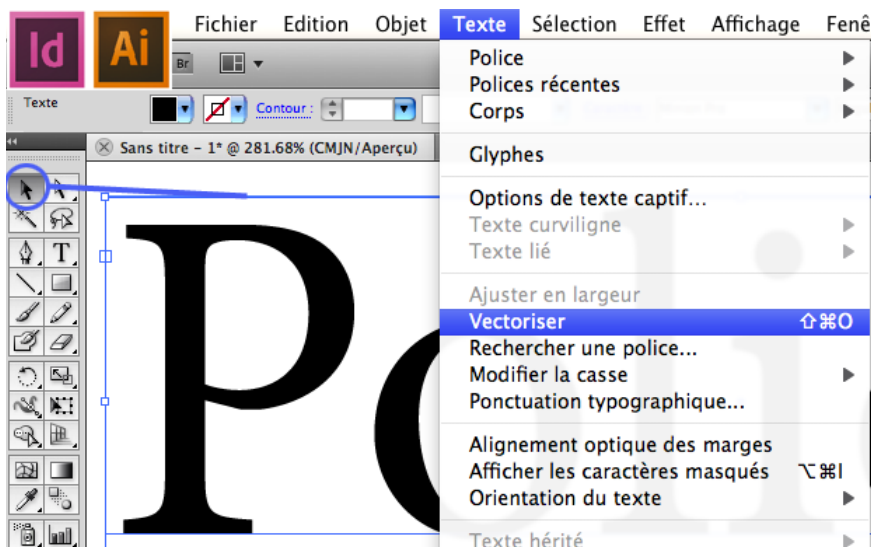 Id Ai Fichier Edition Objet Texte Sélection Effet Affichage Fenê
Br
Texte Contour :
Sans titre – 1* @ 281.68% (CMJN/Aperçu)
T
Po
Police
Polices récentes
Corps
Glyphes
Options de texte captif...
Texte curviligne
Texte lié
Ajuster en largeur
Vectoriser ⇧⌘O
Rechercher une police...
Modifier la casse
Ponctuation typographique...
Alignement optique des marges
Afficher les caractères masqués ⌥⌘I
Orientation du texte
Texte hérité